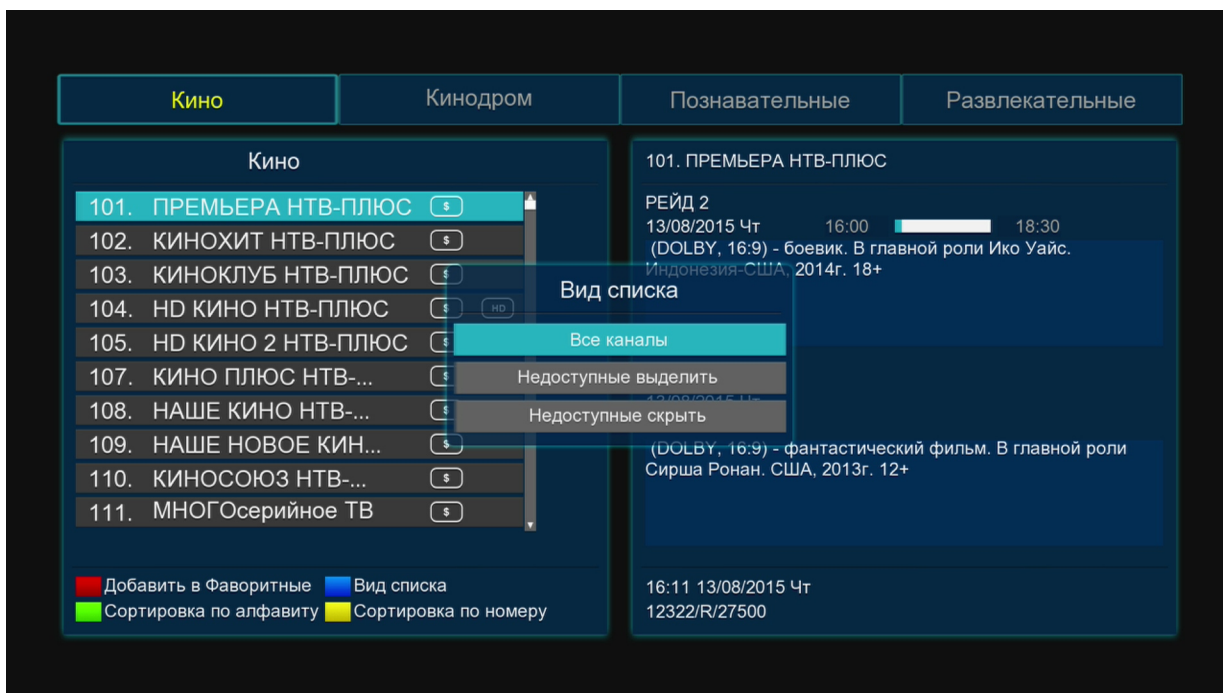 Кино
Кинодром
Познавательные
Развлекательные
Кино
101. ПРЕМЬЕРА НТВ-ПЛЮС $
102. КИНОХИТ НТВ-ПЛЮС $
103. КИНОКЛУБ НТВ-ПЛЮС $
104. HD КИНО НТВ-ПЛЮС $ HD
105. HD КИНО 2 НТВ-ПЛЮС $
107. КИНО ПЛЮС НТВ-... $
108. НАШЕ КИНО НТВ-... $
109. НАШЕ НОВОЕ КИН... $
110. КИНОСОЮЗ НТВ-... $
111. МНОГОсерийное ТВ $
Добавить в Фаворитные Вид списка
Сортировка по алфавиту Сортировка по номеру
Вид списка
Все каналы
Недоступные выделить
Недоступные скрыть
101. ПРЕМЬЕРА НТВ-ПЛЮС
РЕЙД 2
13/08/2015 Чт 16:00 18:30
(DOLBY, 16:9) - боевик. В главной роли Ико Уайс.
Индонезия-США, 2014г. 18+
13/08/2015 Чт
(DOLBY, 16:9) - фантастический фильм. В главной роли
Сирша Ронан. США, 2013г. 12+
16:11 13/08/2015 Чт
12322/R/27500